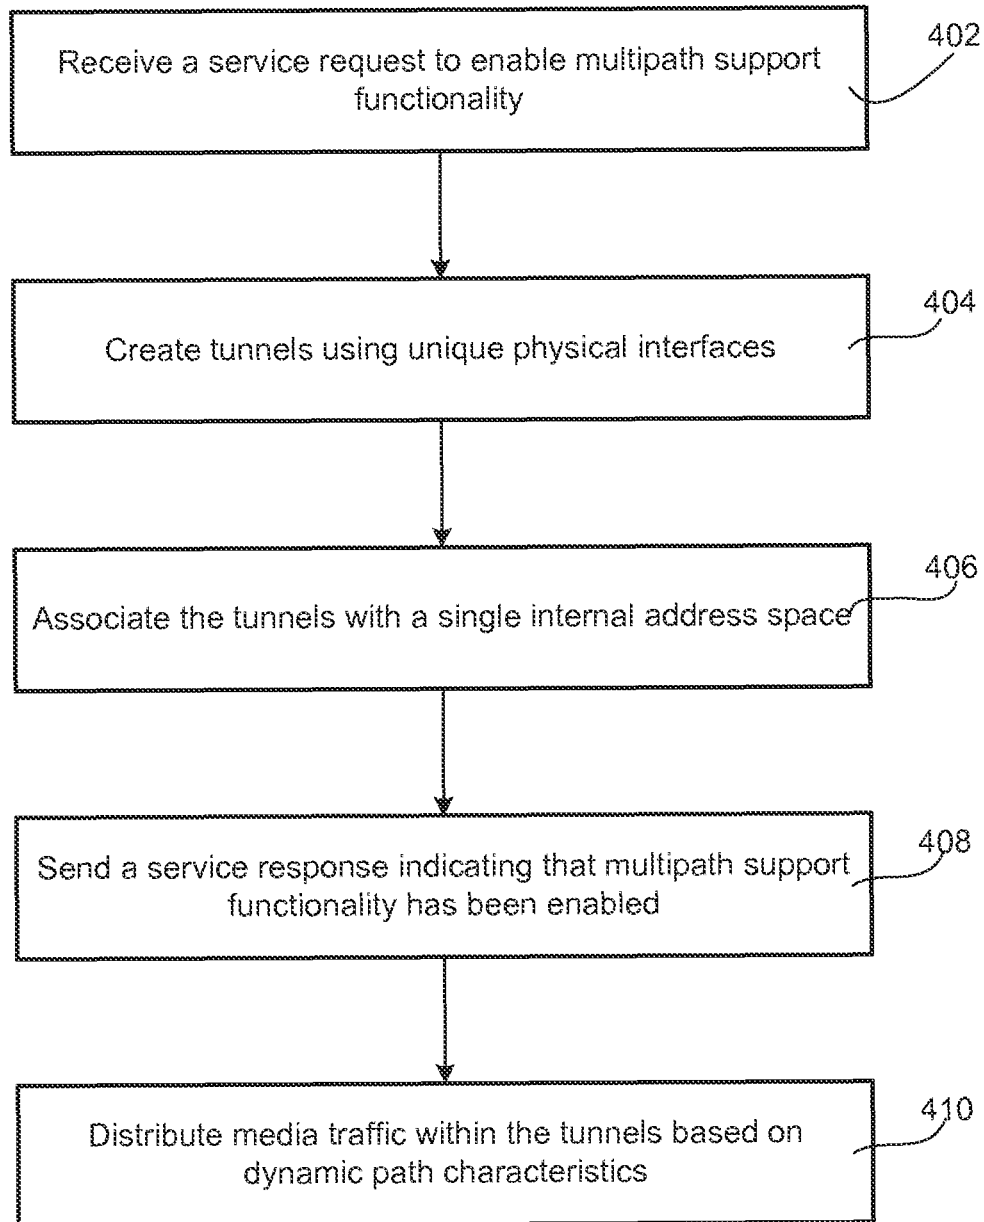 Receive a service request to enable multipath support
functionality
402
Create tunnels using unique physical interfaces
404
Associate the tunnels with a single internal address space
406
Send a service response indicating that multipath support
functionality has been enabled
408
Distribute media traffic within the tunnels based on
dynamic path characteristics
410